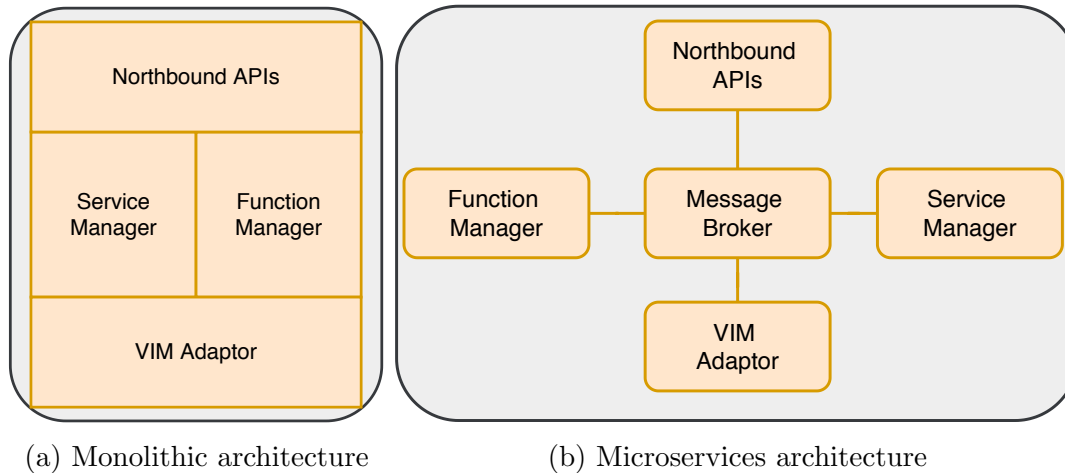 Northbound APIs
Service
Manager
Function
Manager
VIM Adaptor
(a) Monolithic architecture
Northbound
APIs
Function
Manager
Message
Broker
Service
Manager
VIM
Adaptor
(b) Microservices architecture